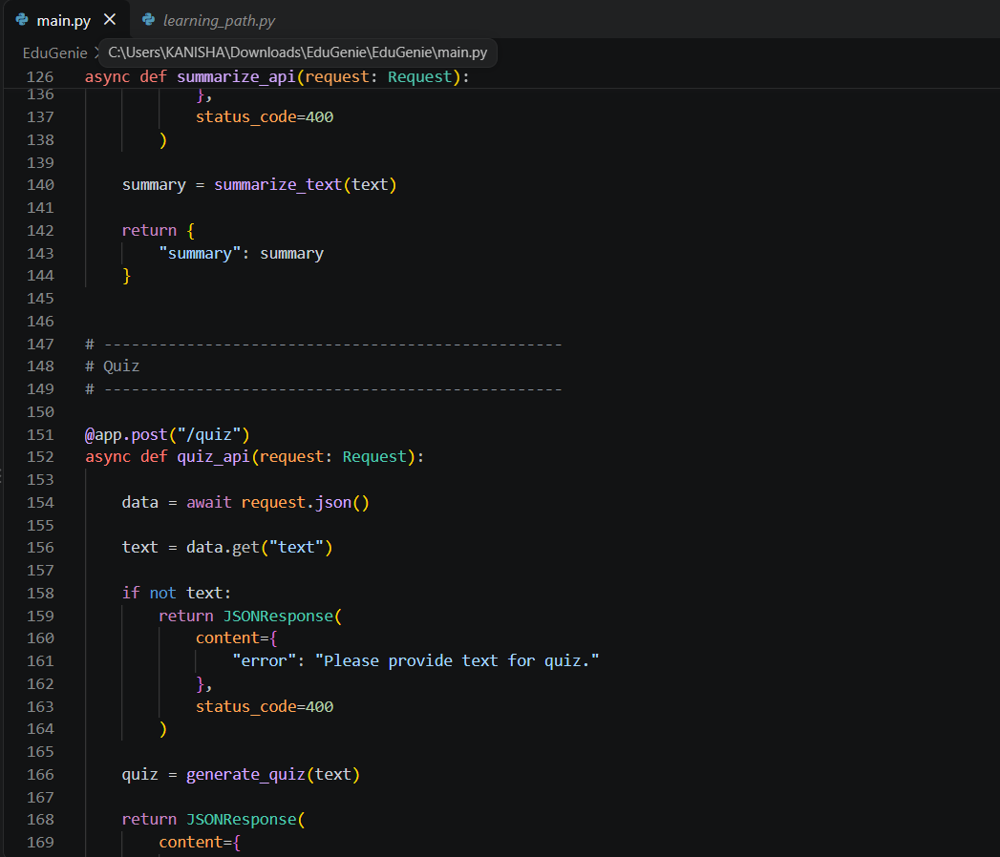 main.py
learning_path.py
EduGenie
C:\Users\KANISHA\Downloads\EduGenie\EduGenie\main.py
126 async def summarize_api(request: Request):
136 },
137 status_code=400
138 )
139
140 summary = summarize_text(text)
141
142 return {
143 "summary": summary
144 }
145
146
147 # --------------------------------------------------
148 # Quiz
149 # --------------------------------------------------
150
151 @app.post("/quiz")
152 async def quiz_api(request: Request):
153
154 data = await request.json()
155
156 text = data.get("text")
157
158 if not text:
159 return JSONResponse(
160 content={
161 "error": "Please provide text for quiz."
162 },
163 status_code=400
164 )
165
166 quiz = generate_quiz(text)
167
168 return JSONResponse(
169 content={